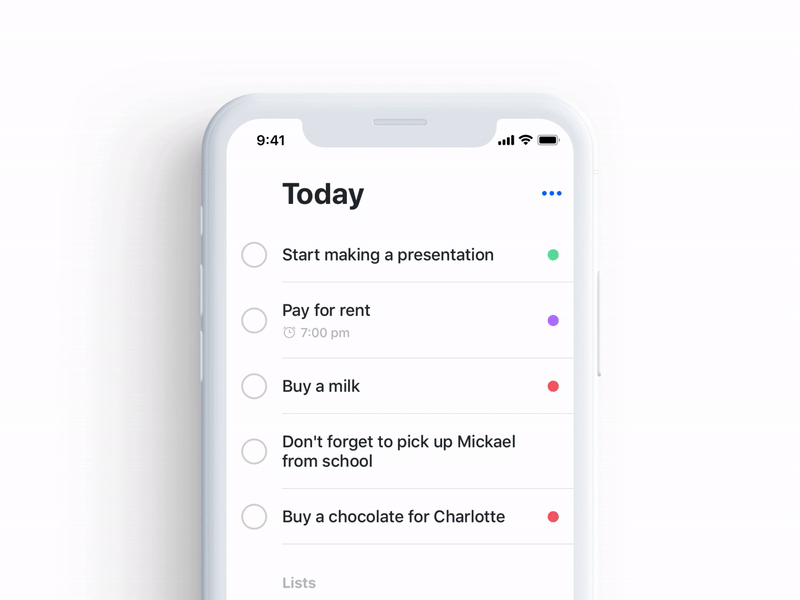 9:41
Today
Start making a presentation
Pay for rent
7:00 pm
Buy a milk
Don't forget to pick up Mickael
from school
Buy a chocolate for Charlotte
Lists